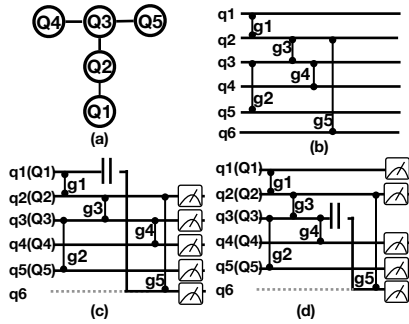 Q4 Q3 Q5
Q2
Q1
(a)
q1
g1
q2
g3
q3
g4
q4
q5
g2
g5
q6
(b)
q1(Q1)
g1
q2(Q2)
g3
q3(Q3)
g4
q4(Q4)
g2
q5(Q5)
g5
q6
(c)
q1(Q1)
g1
q2(Q2)
g3
q3(Q3)
g4
q4(Q4)
g2
q5(Q5)
g5
q6
(d)